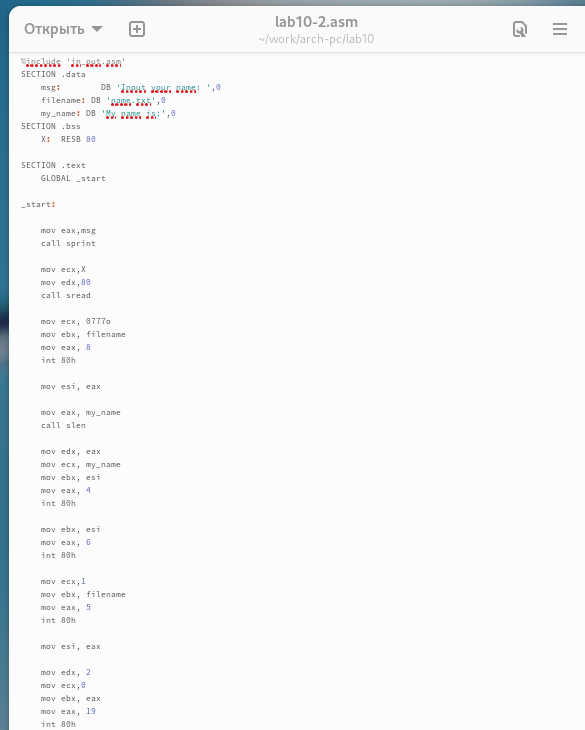 Открыть
lab10-2.asm
~/work/arch-pc/lab10
%include 'in_out.asm'
SECTION .data
msg: DB 'Input your name: ',0
filename: DB 'name.txt',0
my_name: DB 'My name is:',0
SECTION .bss
X: RESB 80
SECTION .text
GLOBAL _start
_start:
mov eax,msg
call sprint
mov ecx,X
mov edx,80
call sread
mov ecx, 0777o
mov ebx, filename
mov eax, 8
int 80h
mov esi, eax
mov eax, my_name
call slen
mov edx, eax
mov ecx, my_name
mov ebx, esi
mov eax, 4
int 80h
mov ebx, esi
mov eax, 6
int 80h
mov ecx,1
mov ebx, filename
mov eax, 5
int 80h
mov esi, eax
mov edx, 2
mov ecx,0
mov ebx, eax
mov eax, 19
int 80h